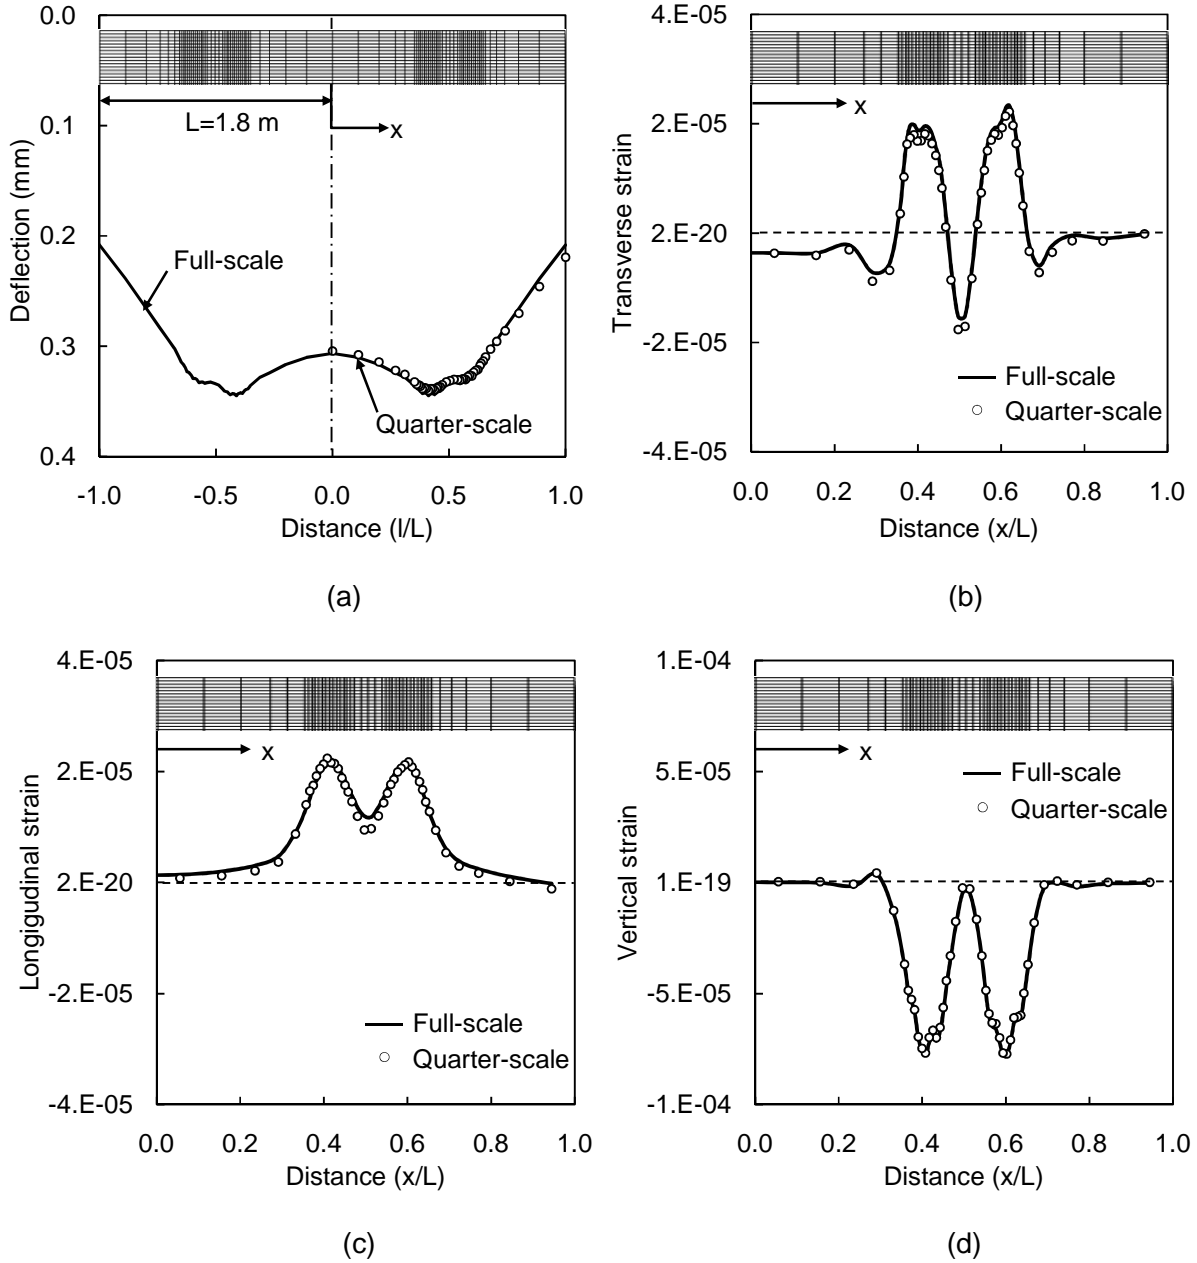 0.0
0.1
0.2
0.3
0.4
Deflection (mm)
L=1.8 m
x
Full-scale
Quarter-scale
-1.0
-0.5
0.0
0.5
1.0
Distance (l/L)
(a)
4.E-05
2.E-05
2.E-20
-2.E-05
-4.E-05
Transverse strain
x
Full-scale
Quarter-scale
0.0
0.2
0.4
0.6
0.8
1.0
Distance (x/L)
(b)
4.E-05
2.E-05
2.E-20
-2.E-05
-4.E-05
Longigudinal strain
x
Full-scale
Quarter-scale
0.0
0.2
0.4
0.6
0.8
1.0
Distance (x/L)
(c)
1.E-04
5.E-05
1.E-19
-5.E-05
-1.E-04
Vertical strain
x
Full-scale
Quarter-scale
0.0
0.2
0.4
0.6
0.8
1.0
Distance (x/L)
(d)